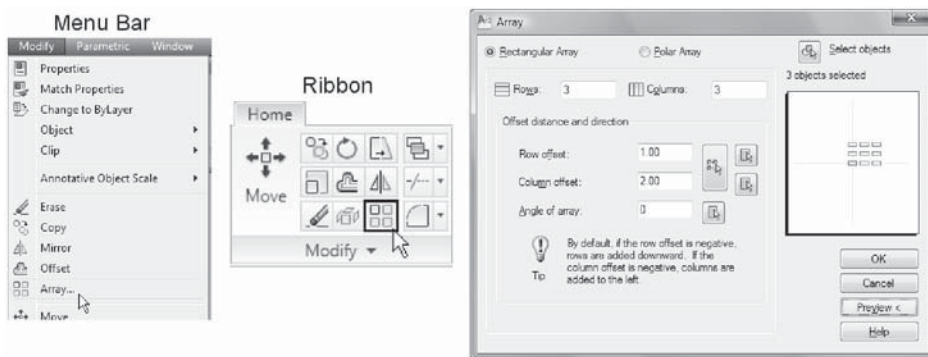 Menu Bar
Modify Parametric Window
Properties
Match Properties
Change to ByLayer
Object
Clip
Annotative Object Scale
Erase
Copy
Mirror
Offset
Array...
Move
Ribbon
Home
Move
Modify
Array
Rectangular Array Polar Array
Select objects
3 objects selected
Rows: 3 Columns: 3
Offset distance and direction
Row offset: 1.00
Column offset: 2.00
Angle of array: 0
By default, if the row offset is negative,
rows are added downward. If the
column offset is negative, columns are
added to the left.
Tip
OK
Cancel
Preview <
Help